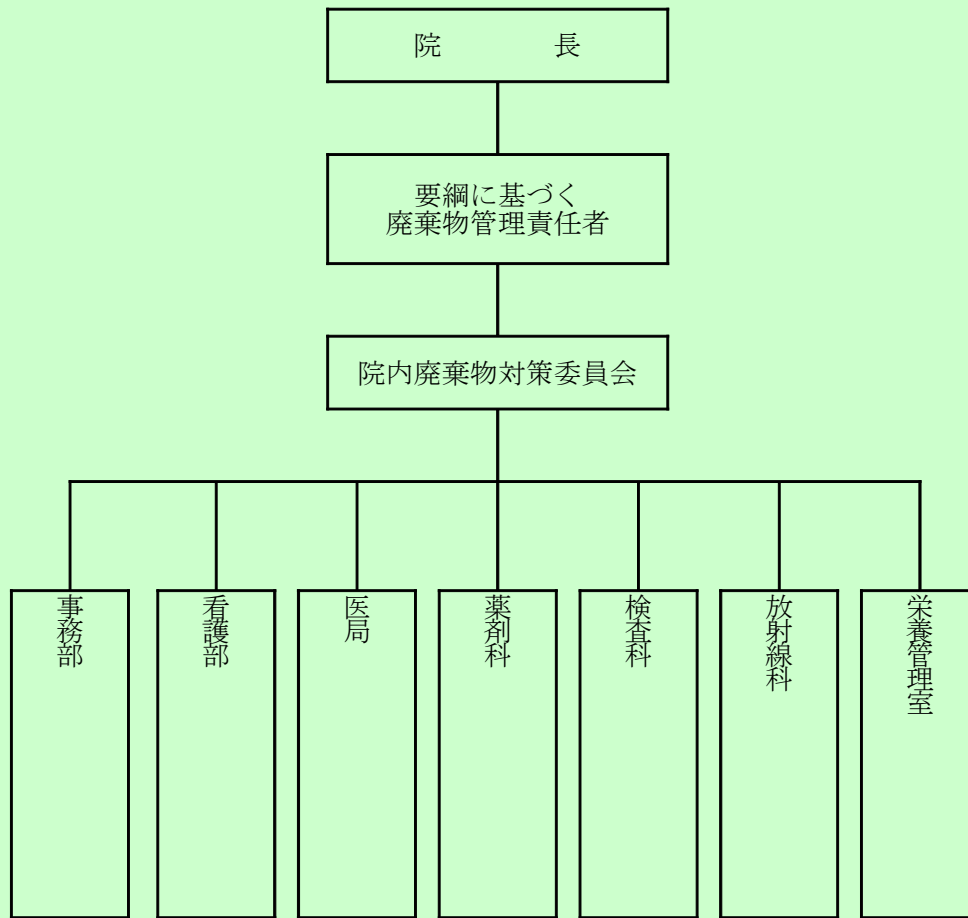 院　　　　長
要綱に基づく
廃棄物管理責任者
院内廃棄物対策委員会
事務部
看護部
医局
薬剤科
検査科
放射線科
栄養管理室